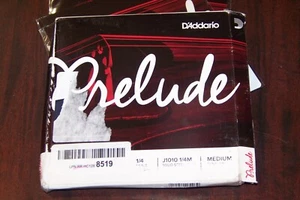 D'Addario
Prelude
8519
1/4
J1010 1/4M
MEDIUM
Prelude